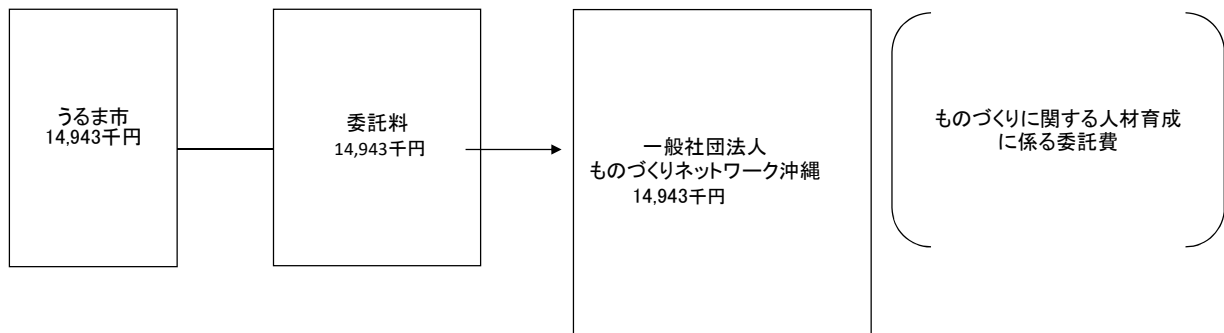 うるま市
14,943千円
委託料
14,943千円
一般社団法人
ものづくりネットワーク沖縄
14,943千円
ものづくりに関する人材育成
に係る委託費